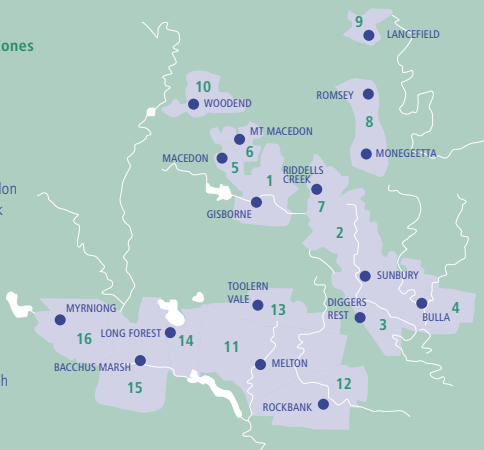 ones
9
LANCEFIELD
10
WOODEND
ROMSEY
8
MT MACEDON
6
MACEDON
5
MONEGEETTA
1
RIDDELLS
CREEK
don
7
GISBORNE
2
SUNBURY
TOOLERN
VALE
DIGGERS
REST
BULLA
4
MYRNIONG
13
3
LONG FOREST
14
16
11
BACCHUS MARSH
MELTON
h
15
12
ROCKBANK